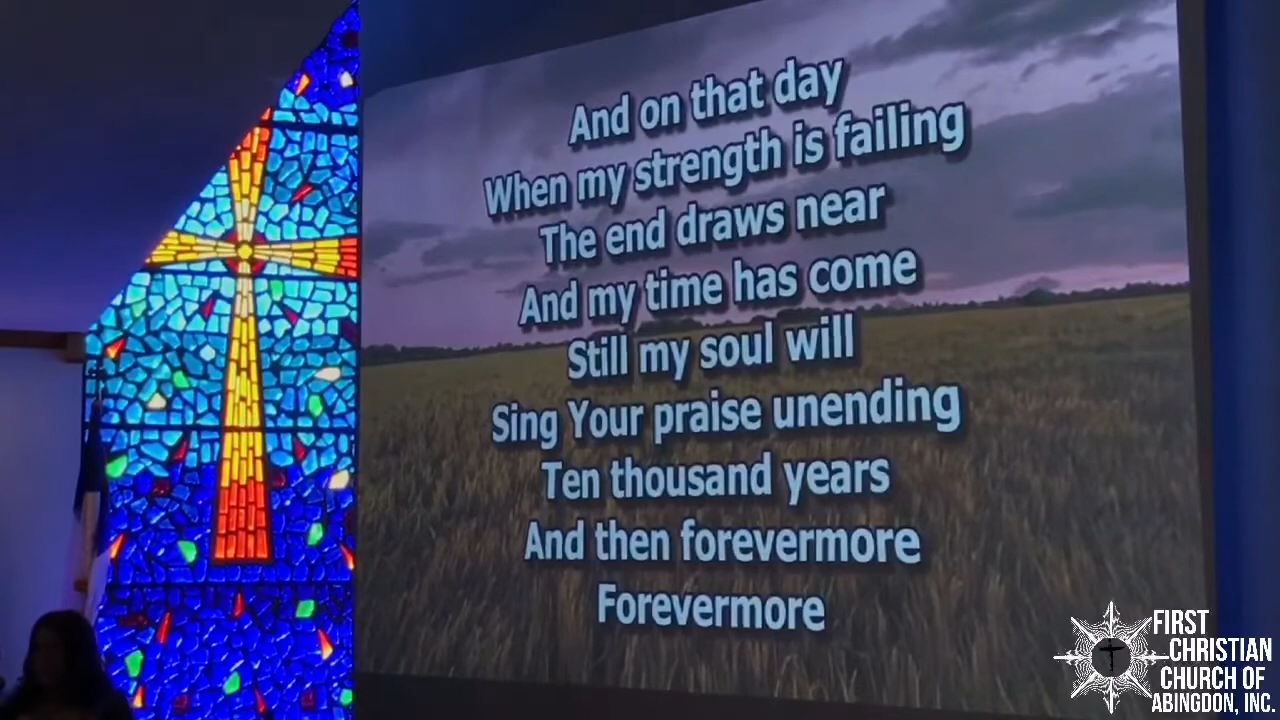 And on that day
When my strength is failing
The end draws near
And my time has come
Still my soul will
Sing Your praise unending
Ten thousand years
And then forevermore
Forevermore
FIRST
CHRISTIAN
CHURCH OF
ABINGDON, INC.